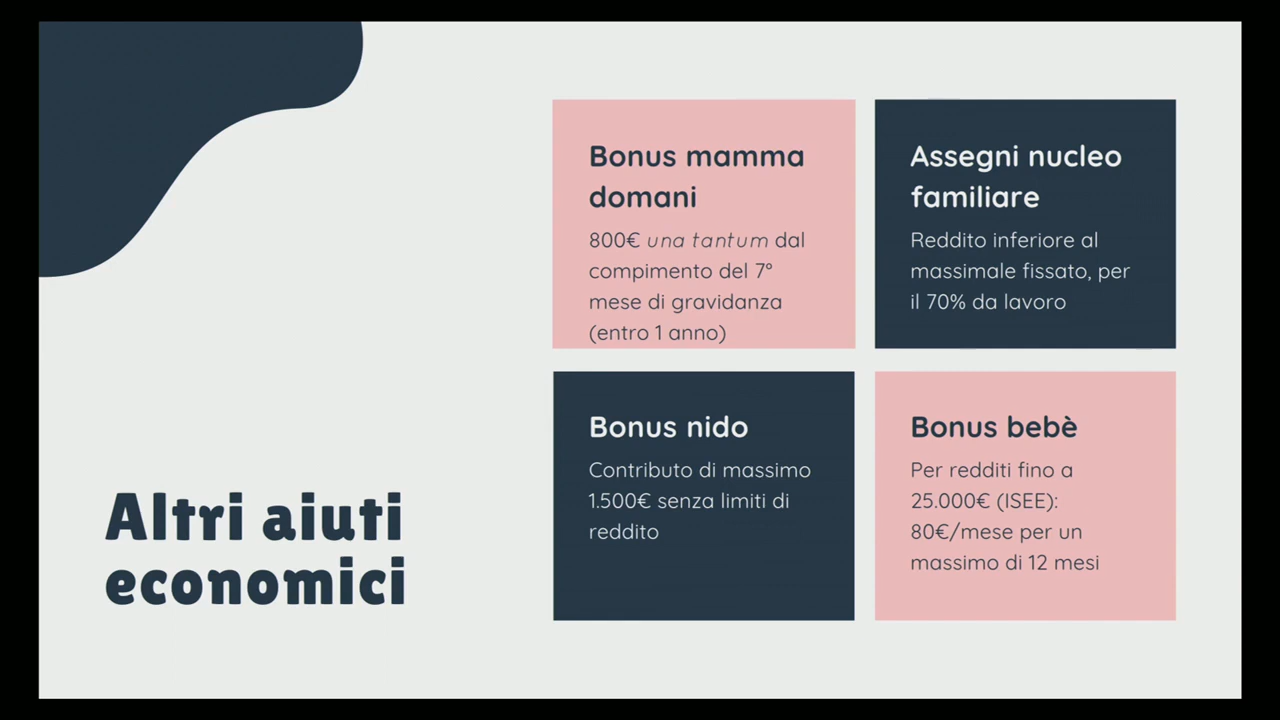 Altri aiuti
economici
Bonus mamma
domani
800€ una tantum dal
compimento del 7°
mese di gravidanza
(entro 1 anno)
Assegni nucleo
familiare
Reddito inferiore al
massimale fissato, per
il 70% da lavoro
Bonus nido
Contributo di massimo
1.500€ senza limiti di
reddito
Bonus bebè
Per redditi fino a
25.000€ (ISEE):
80€/mese per un
massimo di 12 mesi